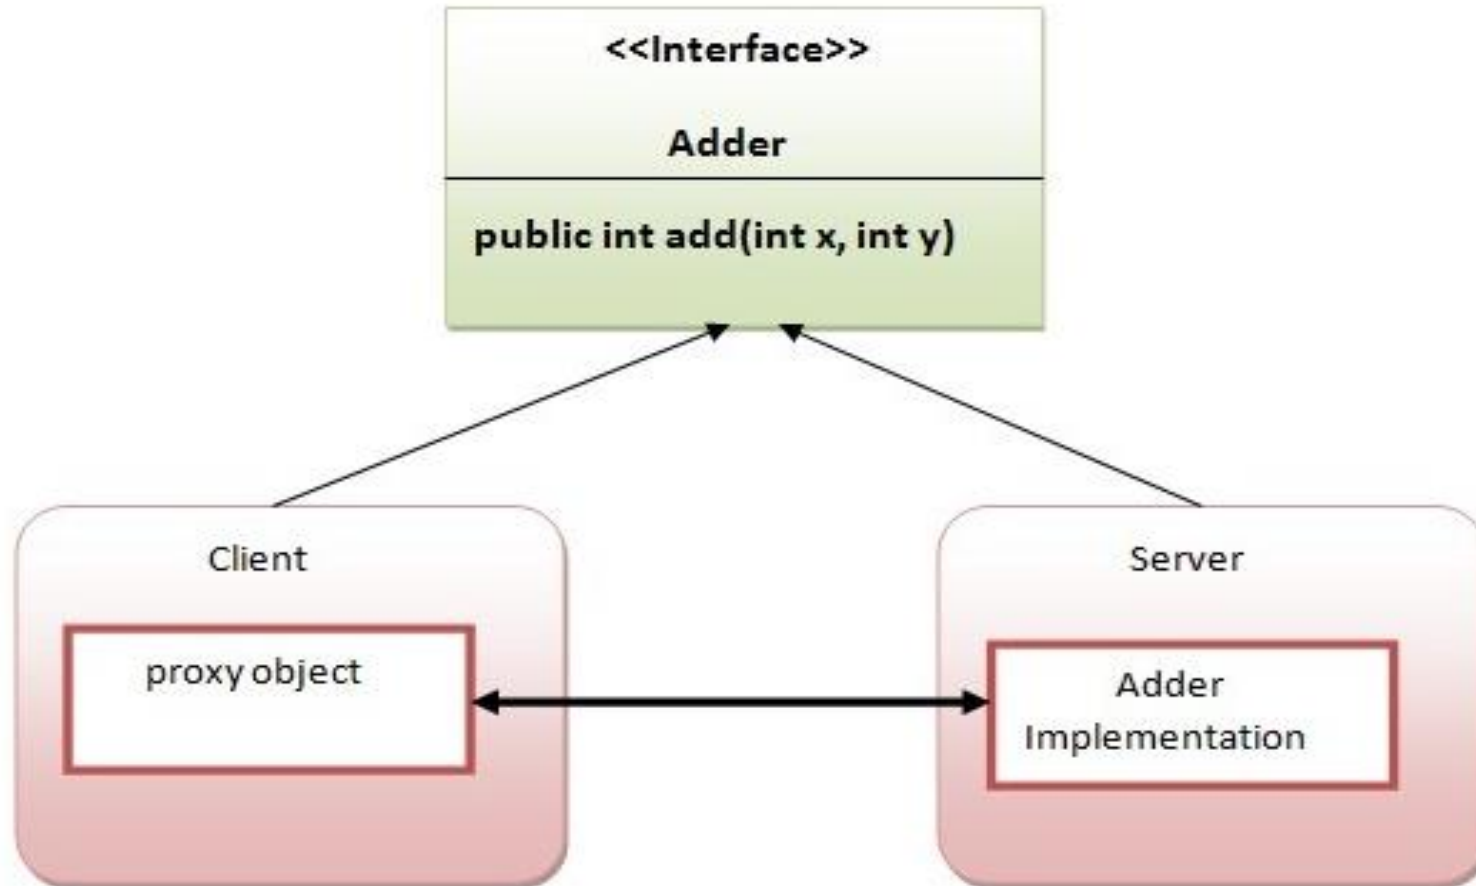 <<Interface>>
Adder
public int add(int x, int y)
Client
proxy object
Server
Adder
Implementation